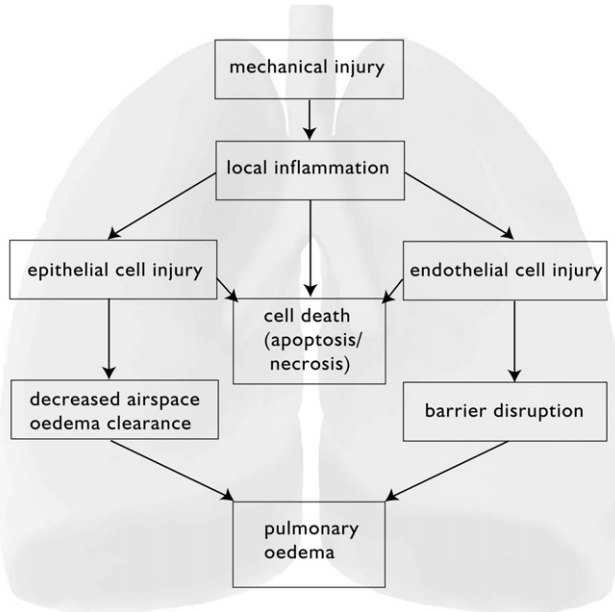 mechanical injury
local inflammation
epithelial cell injury
endothelial cell injury
cell death
(apoptosis/
necrosis)
decreased airspace
oedema clearance
barrier disruption
pulmonary
oedema